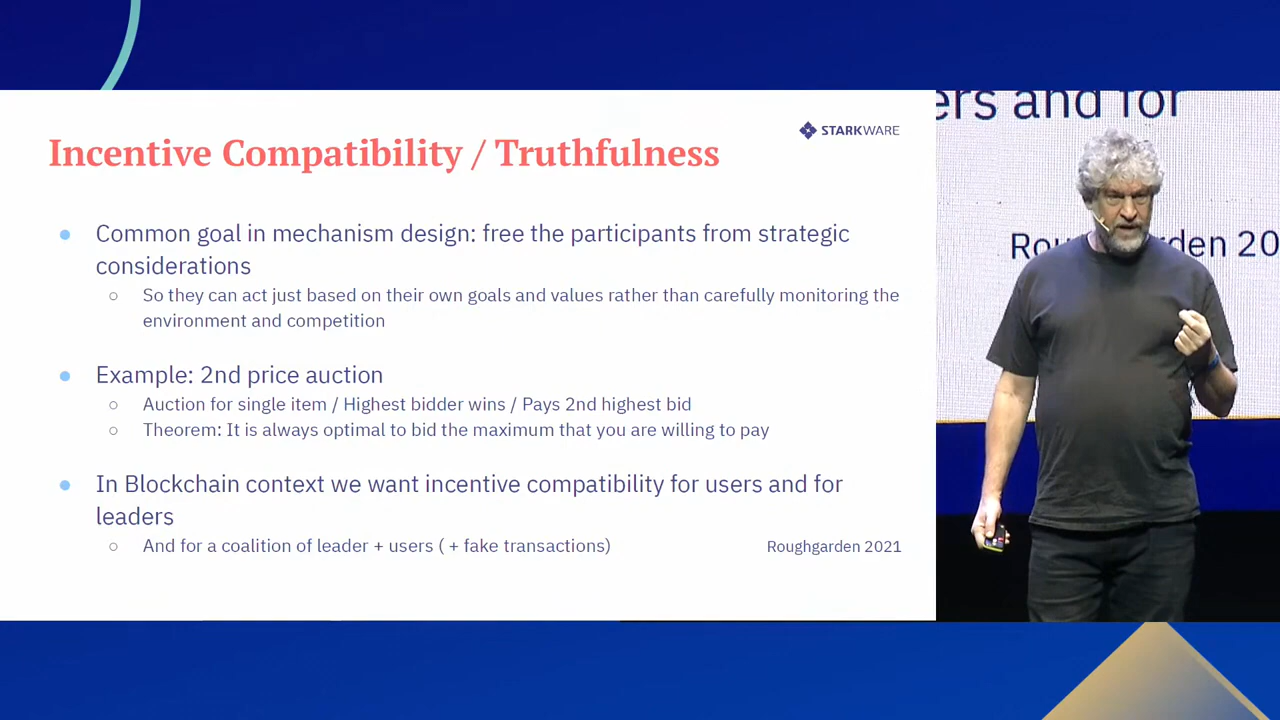 STARKWARE
Incentive Compatibility / Truthfulness
● Common goal in mechanism design: free the participants from strategic
considerations
○ So they can act just based on their own goals and values rather than carefully monitoring the
environment and competition
● Example: 2nd price auction
○ Auction for single item / Highest bidder wins / Pays 2nd highest bid
○ Theorem: It is always optimal to bid the maximum that you are willing to pay
● In Blockchain context we want incentive compatibility for users and for
leaders
○ And for a coalition of leader + users ( + fake transactions)
Roughgarden 2021
ers and for
Rou rden 20